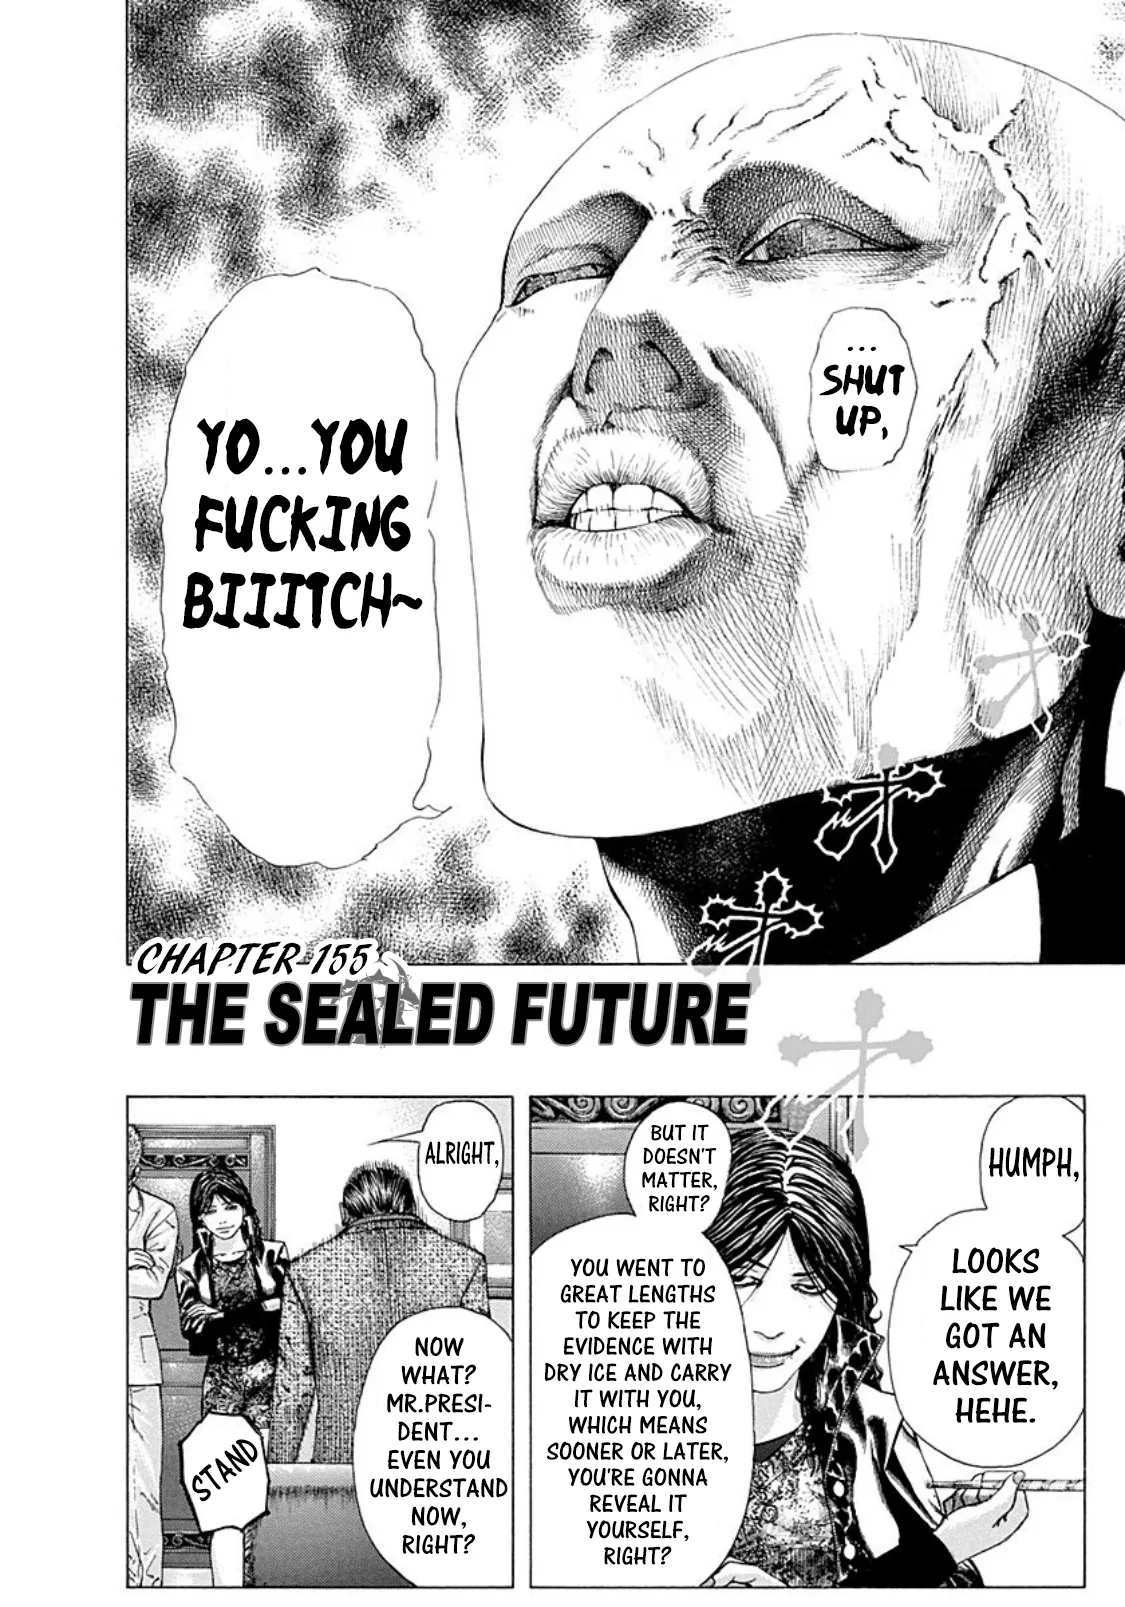 ...
SHUT
UP,
YO...YOU
FUCKING
BIIITCH~
CHAPTER 155
THE SEALED FUTURE
HUMPH,
LOOKS
LIKE WE
GOT AN
ANSWER,
HEHE.
BUT IT
DOESN'T
MATTER,
RIGHT?
YOU WENT TO
GREAT LENGTHS
TO KEEP THE
EVIDENCE WITH
DRY ICE AND CARRY
IT WITH YOU,
WHICH MEANS
SOONER OR LATER,
YOU'RE GONNA
REVEAL IT
YOURSELF,
RIGHT?
ALRIGHT,
NOW
WHAT?
MR.PRESI-
DENT...
EVEN YOU
UNDERSTAND
NOW,
RIGHT?
STAND